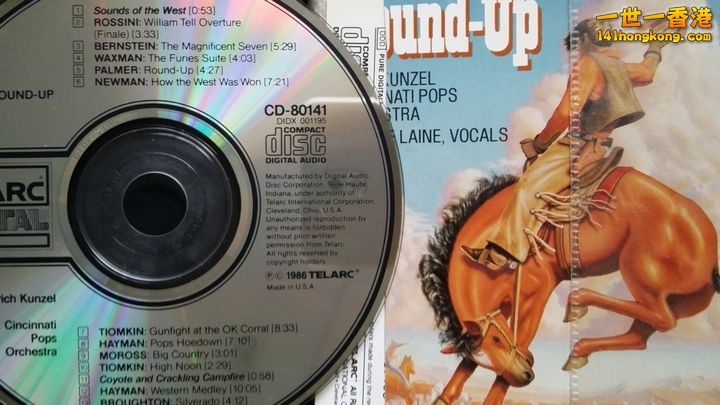 1 Sounds of the West [0:53]
2 ROSSINI: William Tell Overture
(Finale) [3:33]
3 BERNSTEIN: The Magnificent Seven [5:29]
4 WAXMAN: The Furies Suite [4:03]
5 PALMER: Round-Up [4:27]
6 NEWMAN: How the West Was Won [7:21]
OUND-UP
CD-80141
DIDX 001195
COMPACT
disc
DIGITAL AUDIO
Manufactured by Digital Audio
Disc Corporation, Terre Haute,
Indiana, under authority of
Telarc International Corporation
Cleveland, Ohio, U.S.A.
Unauthorized reproduction by
any means is forbidden
without prior written
permission from Telarc.
All rights reserved by
copyright holders.
℗ © 1986 TELARC®
Made in U.S.A.
ARC®
TAL
rich Kunzel
Cincinnati
Pops
Orchestra
7 TIOMKIN: Gunfight at the OK Corral [8:33]
8 HAYMAN: Pops Hoedown [7:10]
9 MOROSS: Big Country [3:01]
10 TIOMKIN: High Noon [2:29]
Coyote and Crackling Campfire [0:58]
HAYMAN: Western Medley [10:05]
BROUGHTON: Silverado [4:12]
DDD
PURE DIGITAL
ound-Up
UNZEL
NATI POPS
STRA
LAINE, VOCALS
一世一香港
141hongkong.com